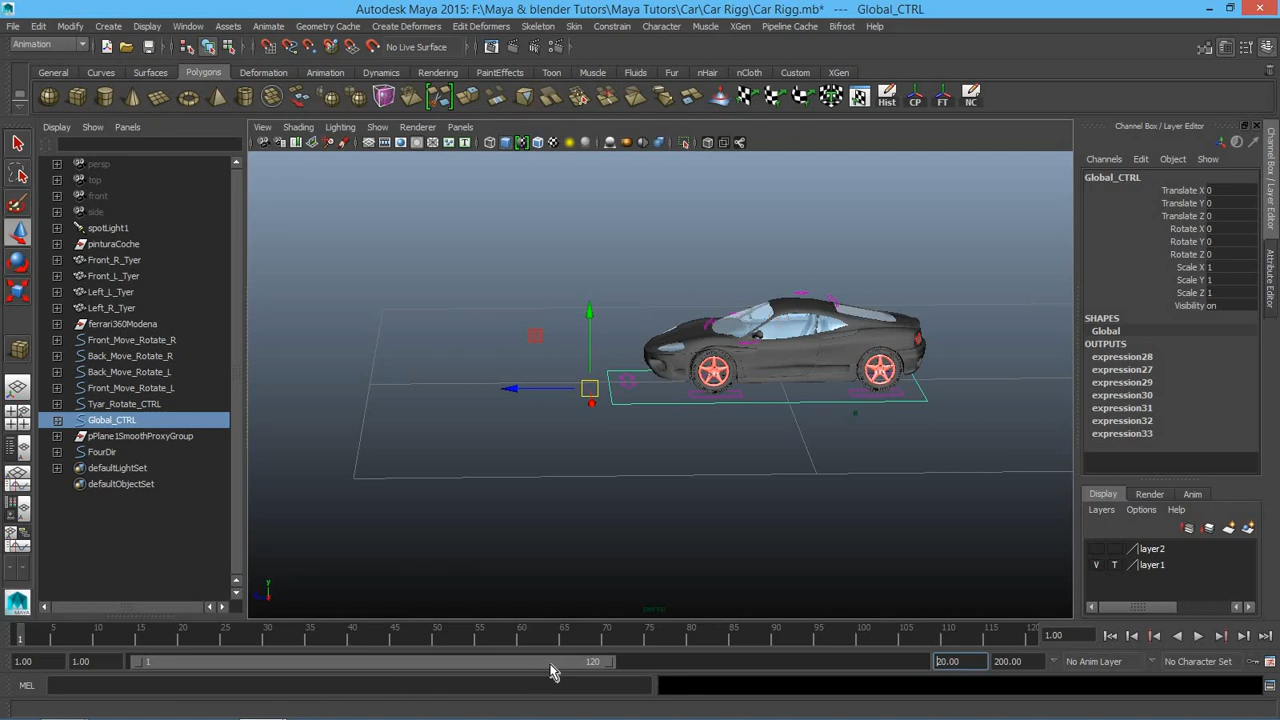 Autodesk Maya 2015: F:\Maya & blender Tutors\Maya Tutors\Car\Car Rigg\Car Rigg.mb* --- Global_CTRL
File Edit Modify Create Display Window Assets Animate Geometry Cache Create Deformers Edit Deformers Skeleton Skin Constrain Character Muscle XGen Pipeline Cache Bifrost Help
Animation No Live Surface
General Curves Surfaces Polygons Deformation Animation Dynamics Rendering PaintEffects Toon Muscle Fluids Fur nHair nCloth Custom XGen
Hist CP FT NC
Display Show Panels
View Shading Lighting Show Renderer Panels
Channel Box / Layer Editor
Channels Edit Object Show
persp
top
front
side
spotLight1
pinturaCoche
Front_R_Tyer
Front_L_Tyer
Left_L_Tyer
Left_R_Tyer
ferrari360Modena
Front_Move_Rotate_R
Back_Move_Rotate_R
Back_Move_Rotate_L
Front_Move_Rotate_L
Tyar_Rotate_CTRL
Global_CTRL
pPlane1SmoothProxyGroup
FourDir
defaultLightSet
defaultObjectSet
MAYA
y
persp
Global_CTRL
Translate X 0
Translate Y 0
Translate Z 0
Rotate X 0
Rotate Y 0
Rotate Z 0
Scale X 1
Scale Y 1
Scale Z 1
Visibility on
SHAPES
Global
OUTPUTS
expression28
expression27
expression29
expression30
expression31
expression32
expression33
Display Render Anim
Layers Options Help
layer2
V T layer1
Channel Box / Layer Editor
Attribute Editor
1 5 10 15 20 25 30 35 40 45 50 55 60 65 70 75 80 85 90 95 100 105 110 115 120 1.00
1.00 1.00 1 120 20.00 200.00 No Anim Layer No Character Set
MEL